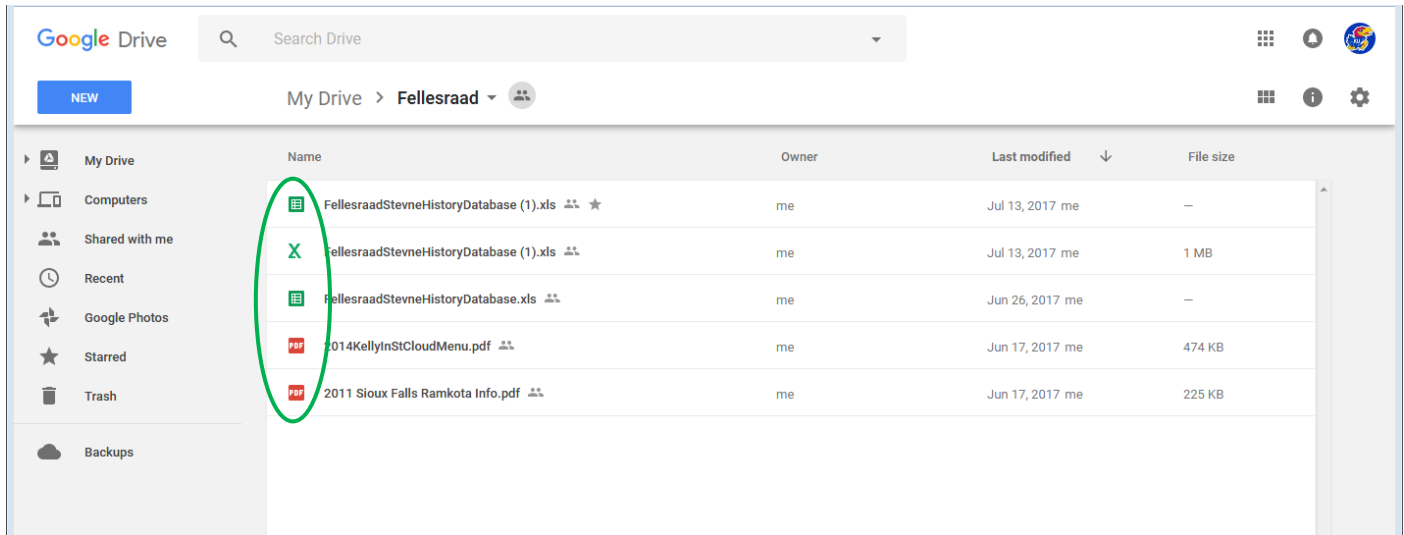 Google Drive Search Drive
NEW My Drive > Fellesraad
My Drive
Computers
Shared with me
Recent
Google Photos
Starred
Trash
Backups
Name Owner Last modified File size
FellesraadStevneHistoryDatabase (1).xls me Jul 13, 2017 me –
FellesraadStevneHistoryDatabase (1).xls me Jul 13, 2017 me 1 MB
FellesraadStevneHistoryDatabase.xls me Jun 26, 2017 me –
PDF 2014KellyInStCloudMenu.pdf me Jun 17, 2017 me 474 KB
PDF 2011 Sioux Falls Ramkota Info.pdf me Jun 17, 2017 me 225 KB